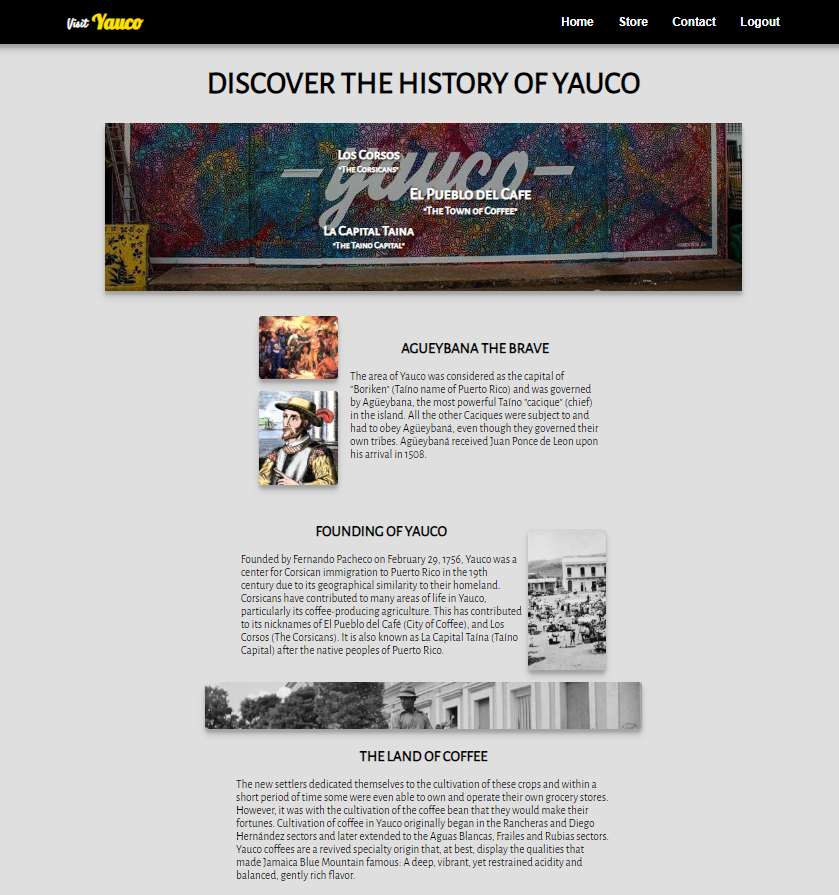 Visit Yauco
Home Store Contact Logout
DISCOVER THE HISTORY OF YAUCO
yauco
Los Corsos
"The Corsicans"
El Pueblo del Cafe
"The Town of Coffee"
La Capital Taina
"The Taino Capital"
AGUEYBANA THE BRAVE
The area of Yauco was considered as the capital of
"Boriken" (Taíno name of Puerto Rico) and was governed
by Agüeybana, the most powerful Taíno "cacique" (chief)
in the island. All the other Caciques were subject to and
had to obey Agüeybaná, even though they governed their
own tribes. Agüeybaná received Juan Ponce de Leon upon
his arrival in 1508.
FOUNDING OF YAUCO
Founded by Fernando Pacheco on February 29, 1756, Yauco was a
center for Corsican immigration to Puerto Rico in the 19th
century due to its geographical similarity to their homeland.
Corsicans have contributed to many areas of life in Yauco,
particularly its coffee-producing agriculture. This has contributed
to its nicknames of El Pueblo del Café (City of Coffee), and Los
Corsos (The Corsicans). It is also known as La Capital Taína (Taíno
Capital) after the native peoples of Puerto Rico.
THE LAND OF COFFEE
The new settlers dedicated themselves to the cultivation of these crops and within a
short period of time some were even able to own and operate their own grocery stores.
However, it was with the cultivation of the coffee bean that they would make their
fortunes. Cultivation of coffee in Yauco originally began in the Rancheras and Diego
Hernández sectors and later extended to the Aguas Blancas, Frailes and Rubias sectors.
Yauco coffees are a revived specialty origin that, at best, display the qualities that
made Jamaica Blue Mountain famous: A deep, vibrant, yet restrained acidity and
balanced, gently rich flavor.